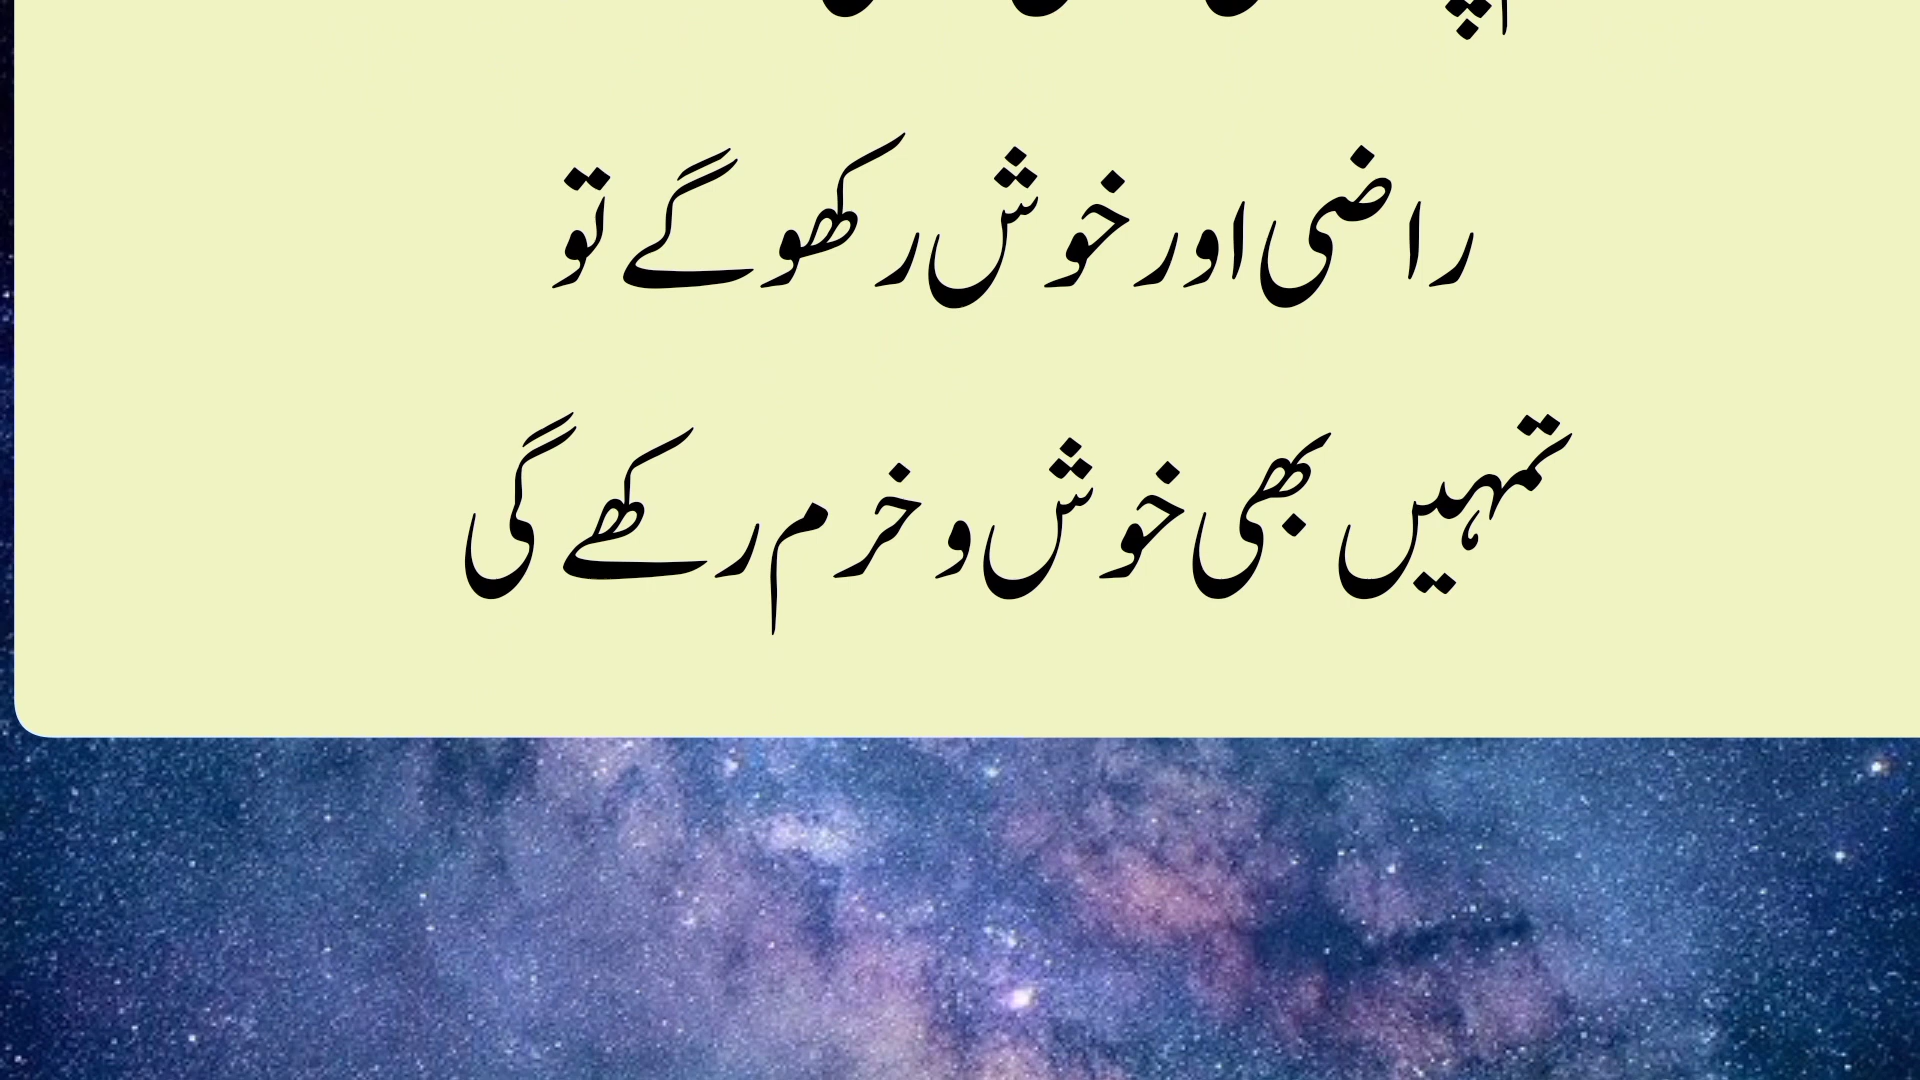 راضی اور خوش رکھو گے تو
تمہیں بھی خوش و خرم رکھے گی